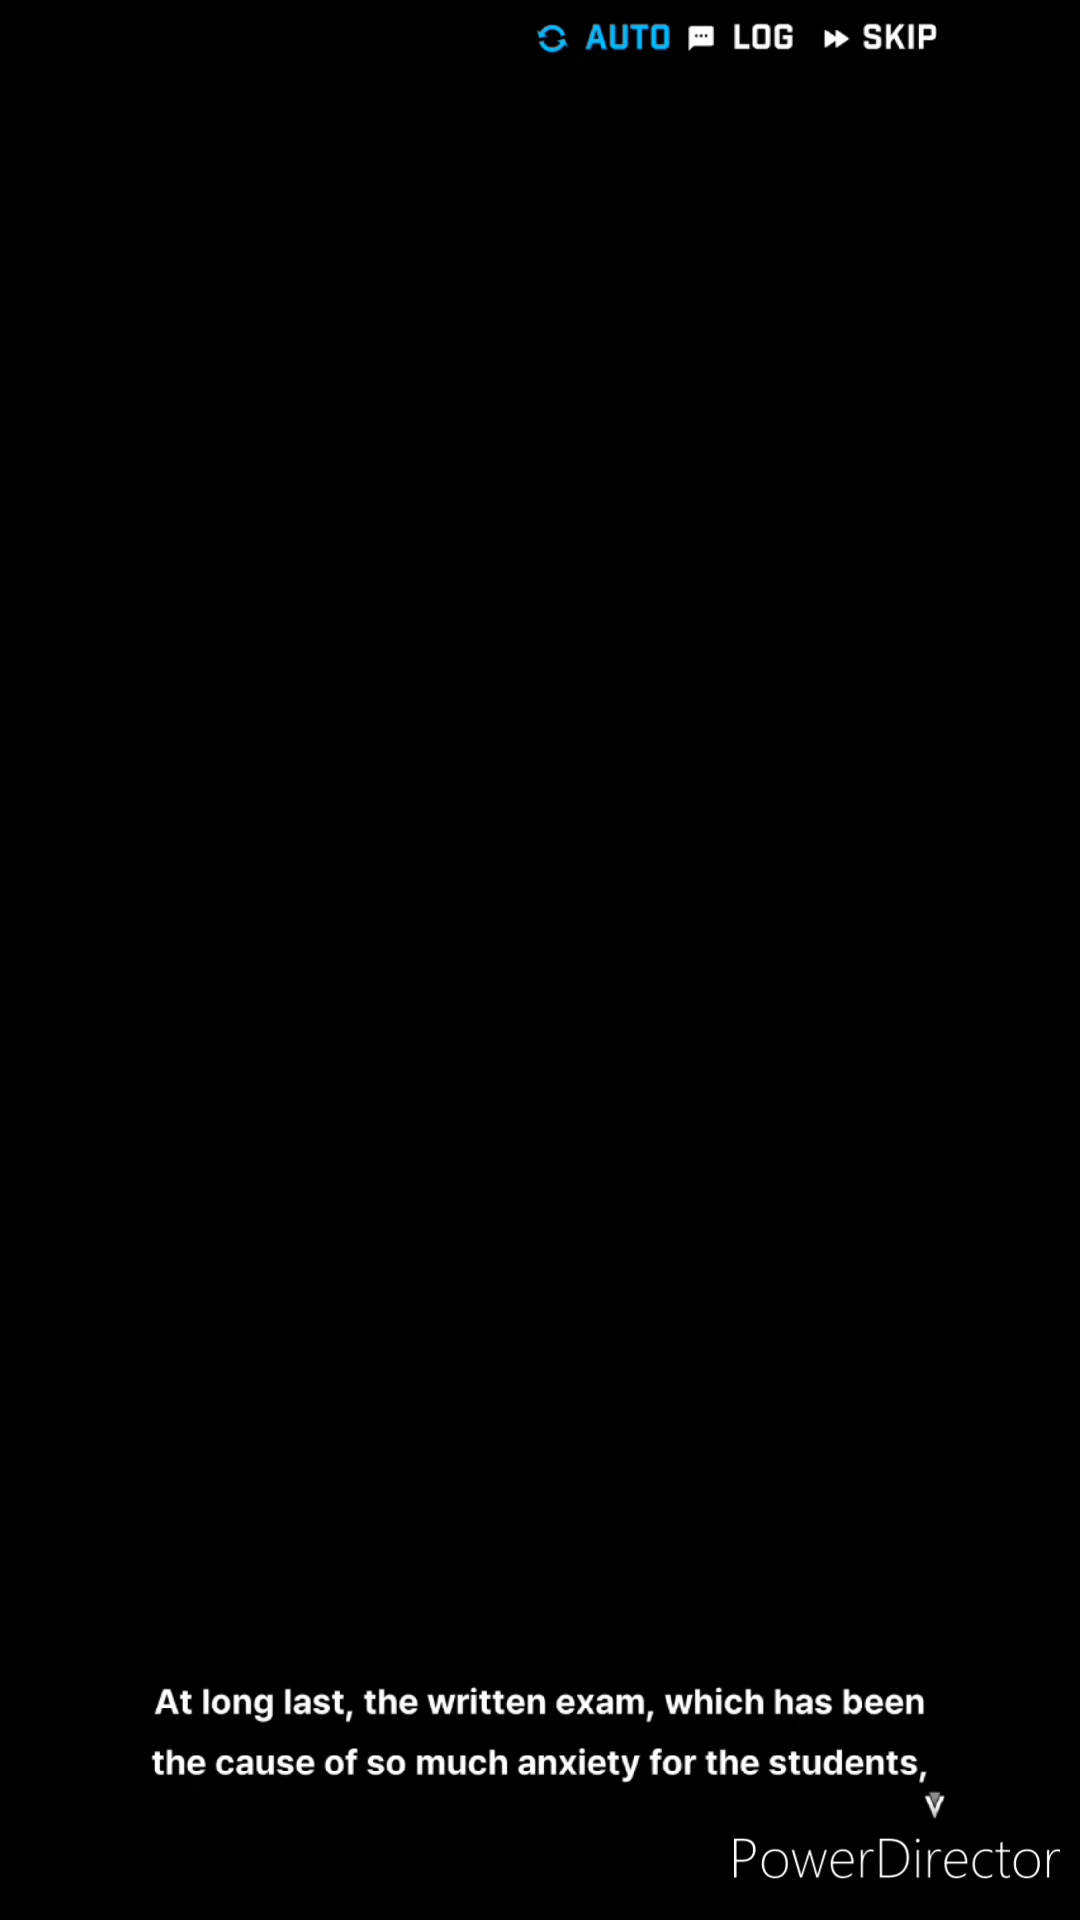 AUTO LOG SKIP
At long last, the written exam, which has been
the cause of so much anxiety for the students,
PowerDirector